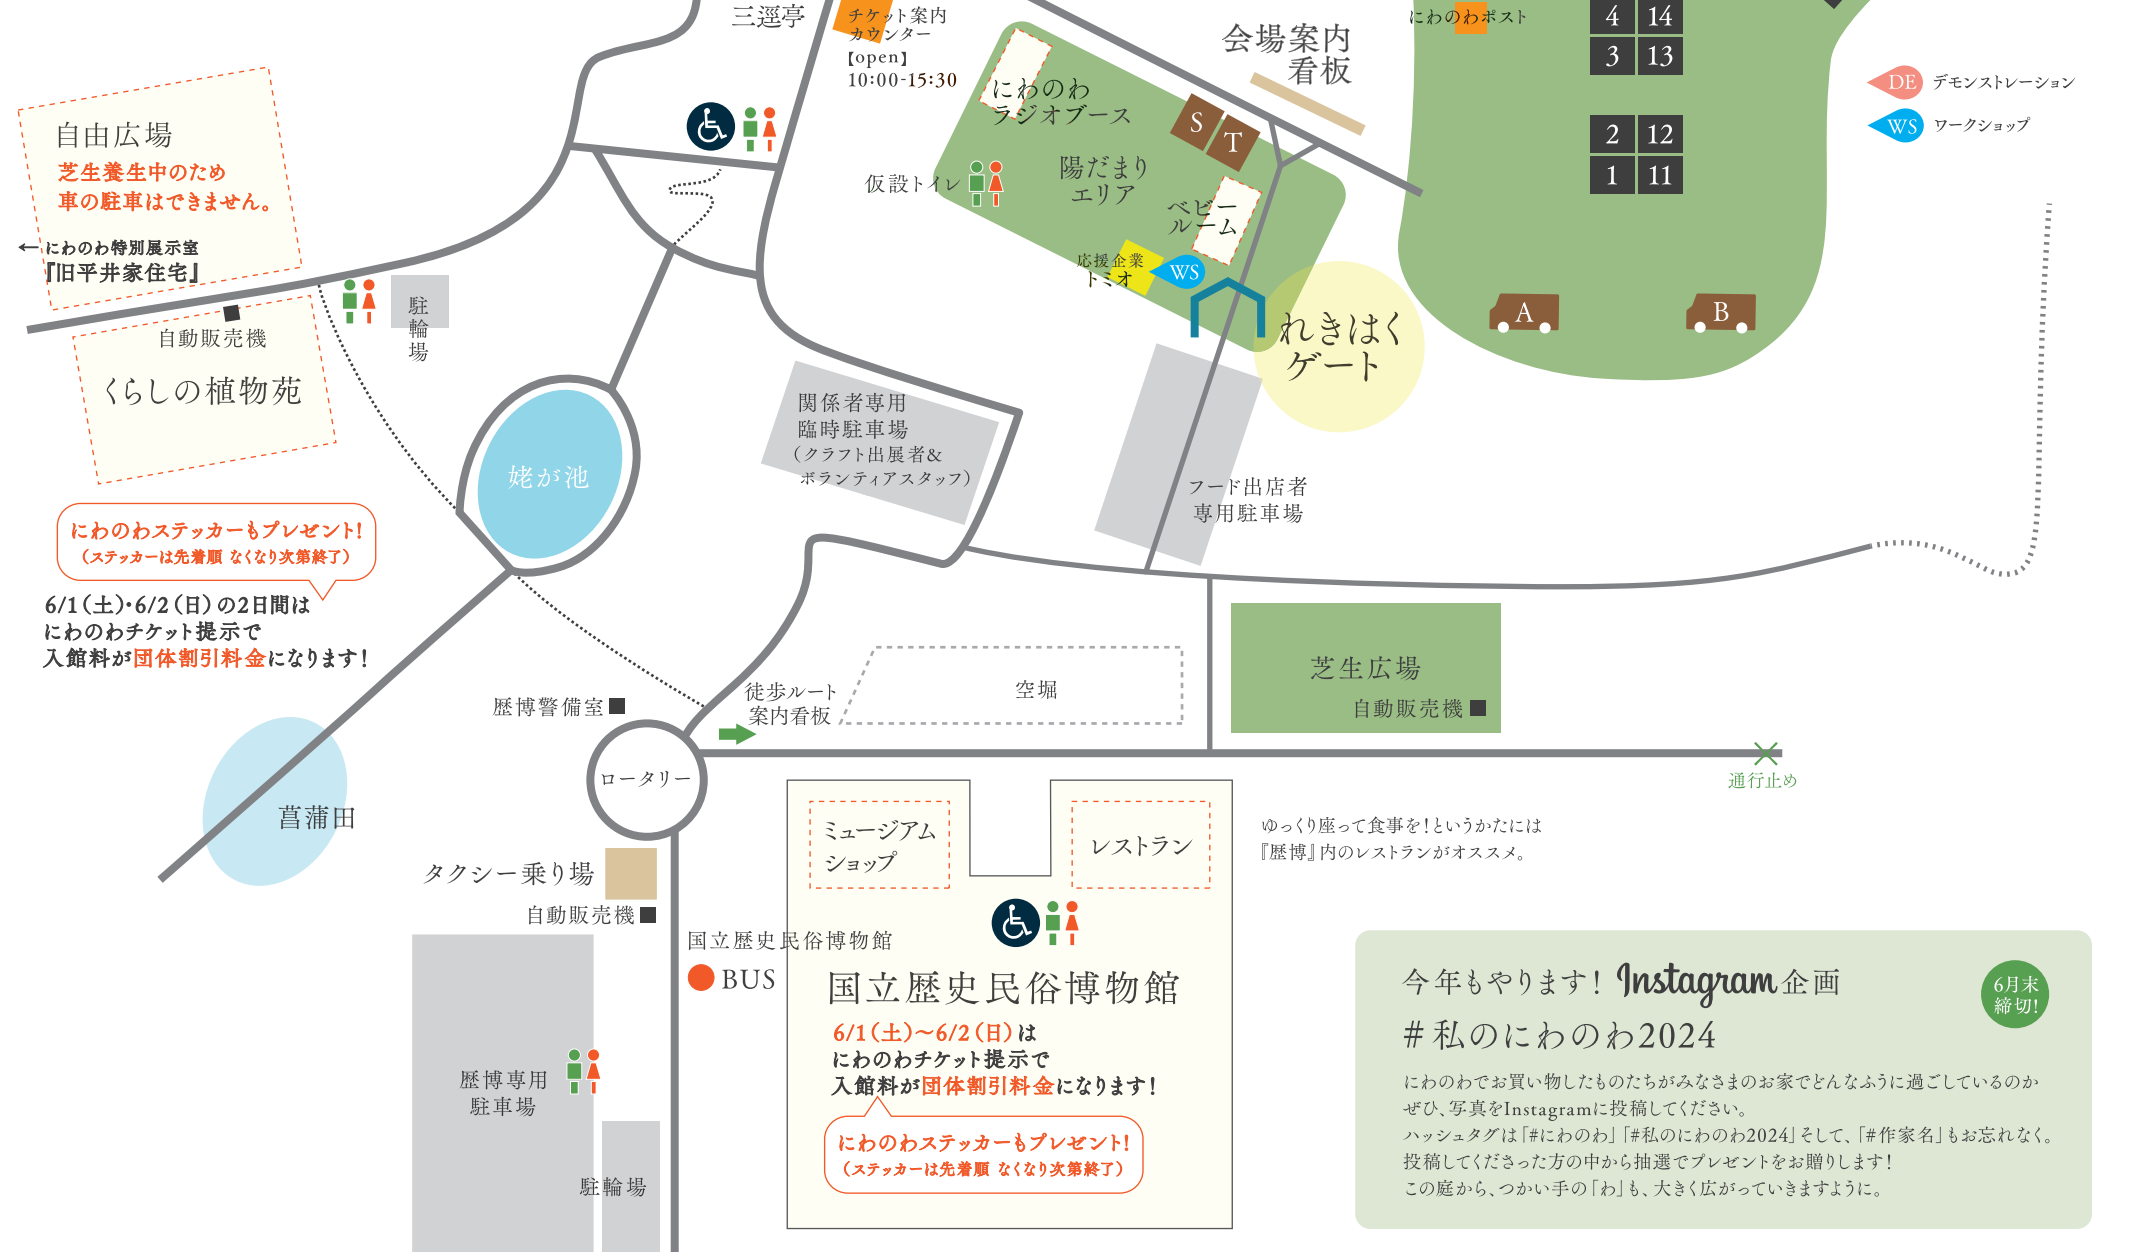 三逕亭
チケット案内
カウンター
【open】
10:00-15:30
会場案内
看板
にわのわポスト
4 14
3 13
2 12
1 11
DE デモンストレーション
WS ワークショップ
自由広場
芝生養生中のため
車の駐車はできません。
← にわのわ特別展示室
『旧平井家住宅』
自動販売機
くらしの植物苑
駐輪場
にわのわ
ラジオブース
S
T
仮設トイレ
陽だまり
エリア
ベビー
ルーム
応援企業
トミオ
WS
れきはく
ゲート
A
B
関係者専用
臨時駐車場
（クラフト出展者&
ボランティアスタッフ）
フード出店者
専用駐車場
姥が池
にわのわステッカーもプレゼント!
（ステッカーは先着順 なくなり次第終了）
6/1（土）・6/2（日）の2日間は
にわのわチケット提示で
入館料が団体割引料金になります!
菖蒲田
歴博警備室
徒歩ルート
案内看板
空堀
芝生広場
自動販売機
ロータリー
通行止め
タクシー乗り場
自動販売機
国立歴史民俗博物館
BUS
歴博専用
駐車場
駐輪場
ミュージアム
ショップ
レストラン
国立歴史民俗博物館
6/1（土）〜6/2（日）は
にわのわチケット提示で
入館料が団体割引料金になります!
にわのわステッカーもプレゼント!
（ステッカーは先着順 なくなり次第終了）
ゆっくり座って食事を!というかたには
『歴博』内のレストランがオススメ。
今年もやります! Instagram企画
6月末
締切!
#私のにわのわ2024
にわのわでお買い物したものたちがみなさまのお家でどんなふうに過ごしているのか
ぜひ、写真をInstagramに投稿してください。
ハッシュタグは「#にわのわ」「#私のにわのわ2024」そして、「#作家名」もお忘れなく。
投稿してくださった方の中から抽選でプレゼントをお贈りします!
この庭から、つかい手の「わ」も、大きく広がっていきますように。